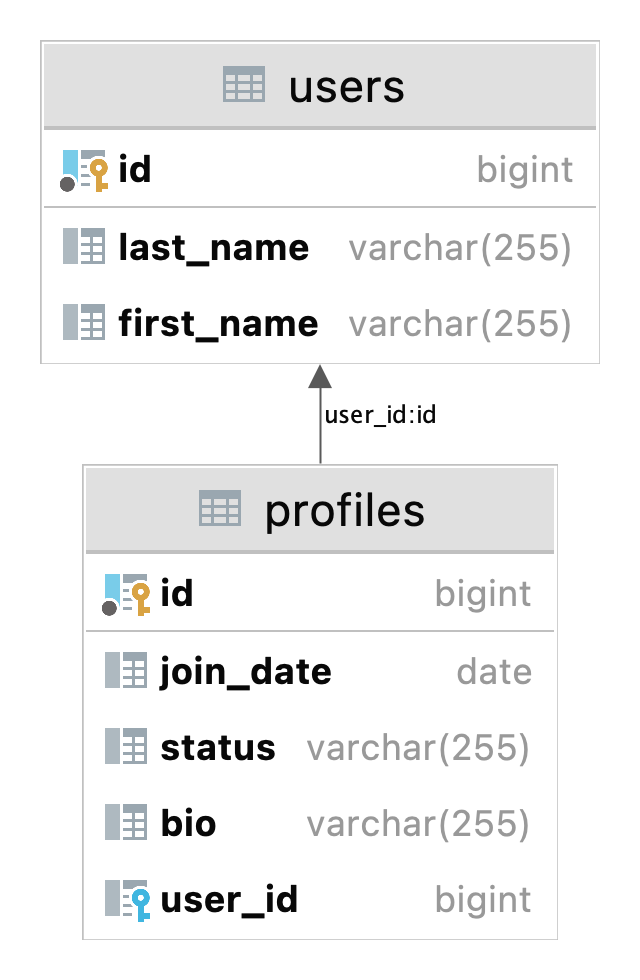 users
id bigint
last_name varchar(255)
first_name varchar(255)
user_id:id
profiles
id bigint
join_date date
status varchar(255)
bio varchar(255)
user_id bigint